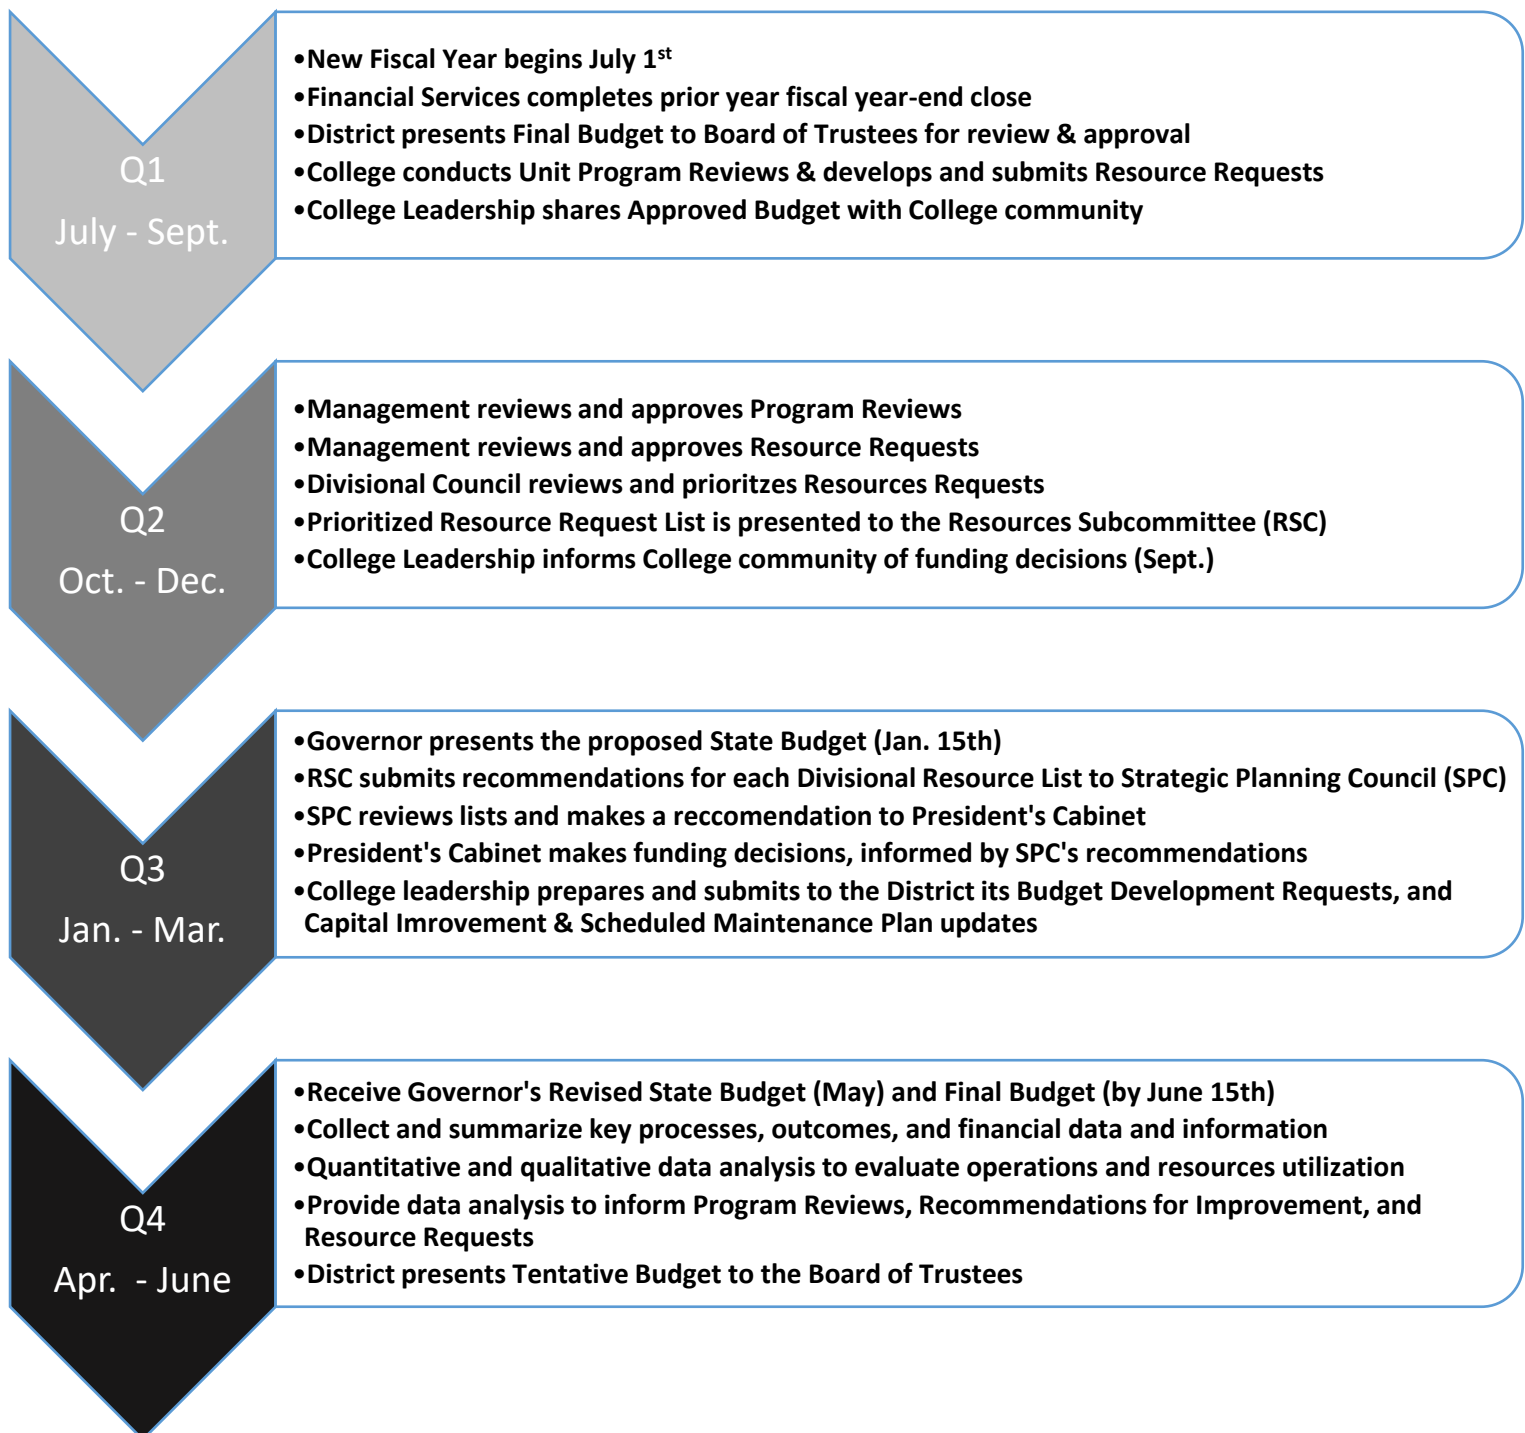 Q1
July - Sept.
•New Fiscal Year begins July 1st
•Financial Services completes prior year fiscal year-end close
•District presents Final Budget to Board of Trustees for review & approval
•College conducts Unit Program Reviews & develops and submits Resource Requests
•College Leadership shares Approved Budget with College community
Q2
Oct. - Dec.
•Management reviews and approves Program Reviews
•Management reviews and approves Resource Requests
•Divisional Council reviews and prioritzes Resources Requests
•Prioritized Resource Request List is presented to the Resources Subcommittee (RSC)
•College Leadership informs College community of funding decisions (Sept.)
Q3
Jan. - Mar.
•Governor presents the proposed State Budget (Jan. 15th)
•RSC submits recommendations for each Divisional Resource List to Strategic Planning Council (SPC)
•SPC reviews lists and makes a reccomendation to President's Cabinet
•President's Cabinet makes funding decisions, informed by SPC's recommendations
•College leadership prepares and submits to the District its Budget Development Requests, and
Capital Imrovement & Scheduled Maintenance Plan updates
Q4
Apr. - June
•Receive Governor's Revised State Budget (May) and Final Budget (by June 15th)
•Collect and summarize key processes, outcomes, and financial data and information
•Quantitative and qualitative data analysis to evaluate operations and resources utilization
•Provide data analysis to inform Program Reviews, Recommendations for Improvement, and
Resource Requests
•District presents Tentative Budget to the Board of Trustees